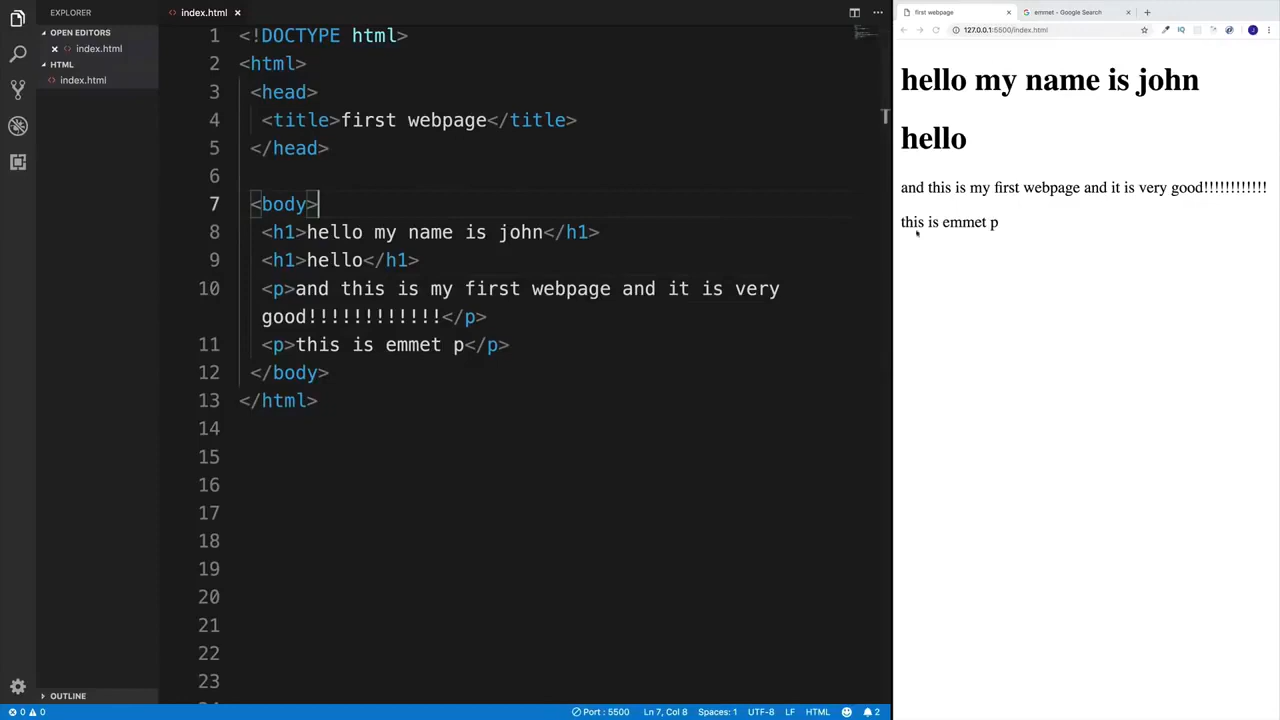 EXPLORER
OPEN EDITORS
index.html
HTML
index.html
OUTLINE
index.html
1 <!DOCTYPE html>
2 <html>
3 <head>
4 <title>first webpage</title>
5 </head>
6
7 <body>
8 <h1>hello my name is john</h1>
9 <h1>hello</h1>
10 <p>and this is my first webpage and it is very
good!!!!!!!!!!!!</p>
11 <p>this is emmet p</p>
12 </body>
13 </html>
14
15
16
17
18
19
20
21
22
23
0 0 Port : 5500 Ln 7, Col 8 Spaces: 1 UTF-8 LF HTML 2
first webpage emmet - Google Search
127.0.0.1:5500/index.html
hello my name is john
hello
and this is my first webpage and it is very good!!!!!!!!!!!!
this is emmet p